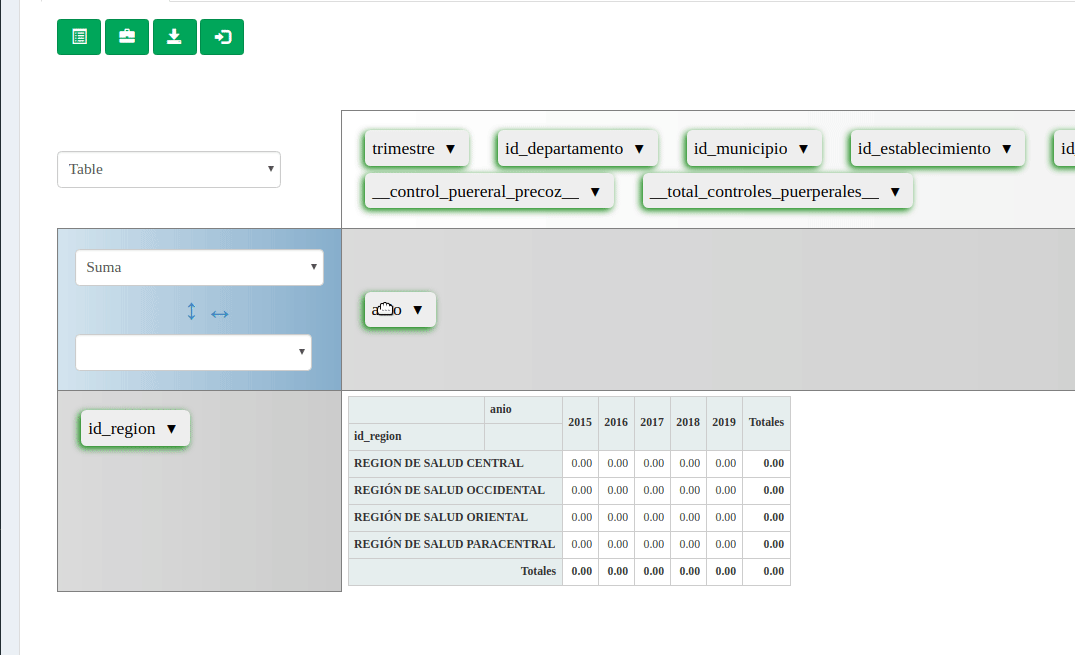 trimestre ▼ id_departamento ▼ id_municipio ▼ id_establecimiento ▼ id
Table
__control_puereral_precoz__ ▼ __total_controles_puerperales__ ▼
Suma
▼
id_region ▼
anio
2015 2016 2017 2018 2019 Totales
id_region
REGION DE SALUD CENTRAL 0.00 0.00 0.00 0.00 0.00 0.00
REGIÓN DE SALUD OCCIDENTAL 0.00 0.00 0.00 0.00 0.00 0.00
REGIÓN DE SALUD ORIENTAL 0.00 0.00 0.00 0.00 0.00 0.00
REGIÓN DE SALUD PARACENTRAL 0.00 0.00 0.00 0.00 0.00 0.00
Totales 0.00 0.00 0.00 0.00 0.00 0.00